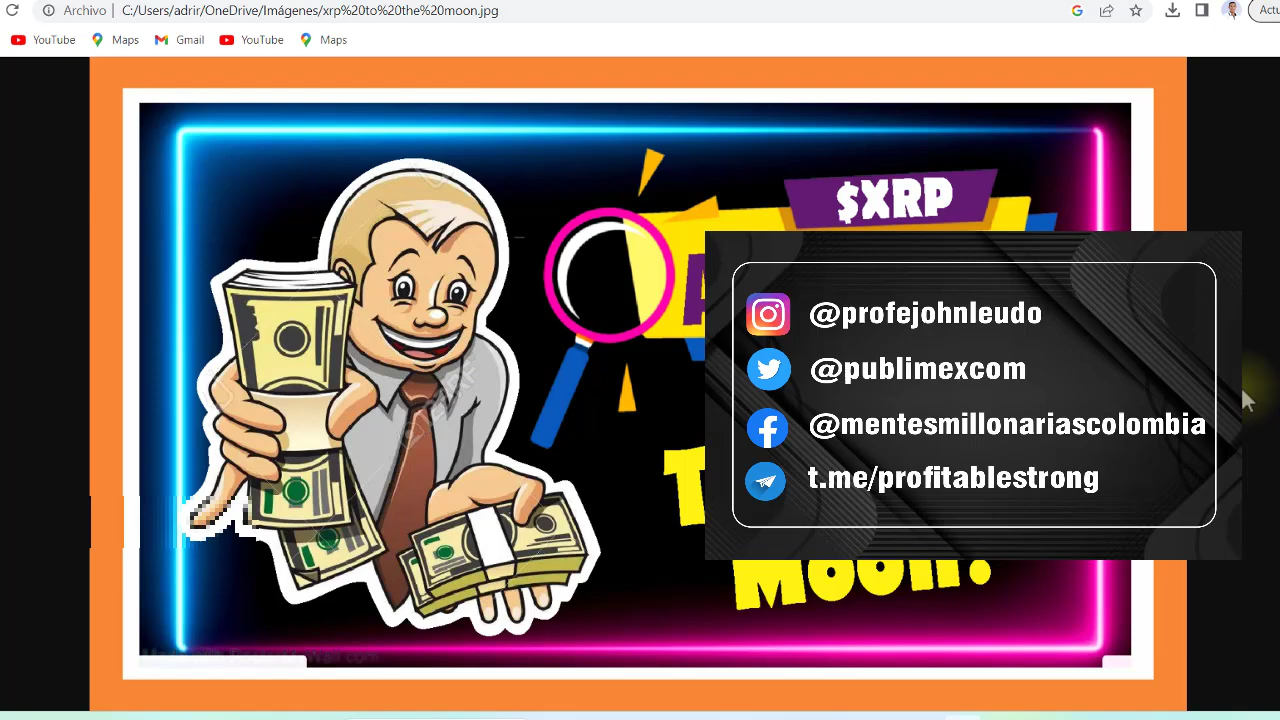 Archivo
C:/Users/adrir/OneDrive/Imágenes/xrp%20to%20the%20moon.jpg
Actu
YouTube
Maps
Gmail
YouTube
Maps
$XRP
@profejohnleudo
@publimexcom
@mentesmillonariascolombia
t.me/profitablestrong
Moon!